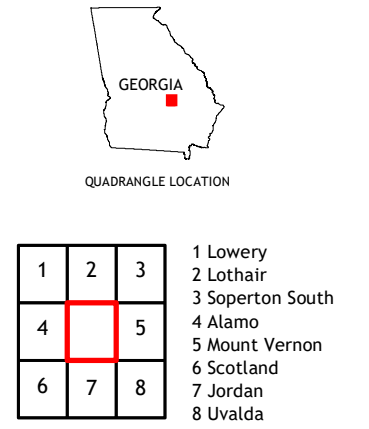 GEORGIA
QUADRANGLE LOCATION
1 2 3
4 5
6 7 8
1 Lowery
2 Lothair
3 Soperton South
4 Alamo
5 Mount Vernon
6 Scotland
7 Jordan
8 Uvalda